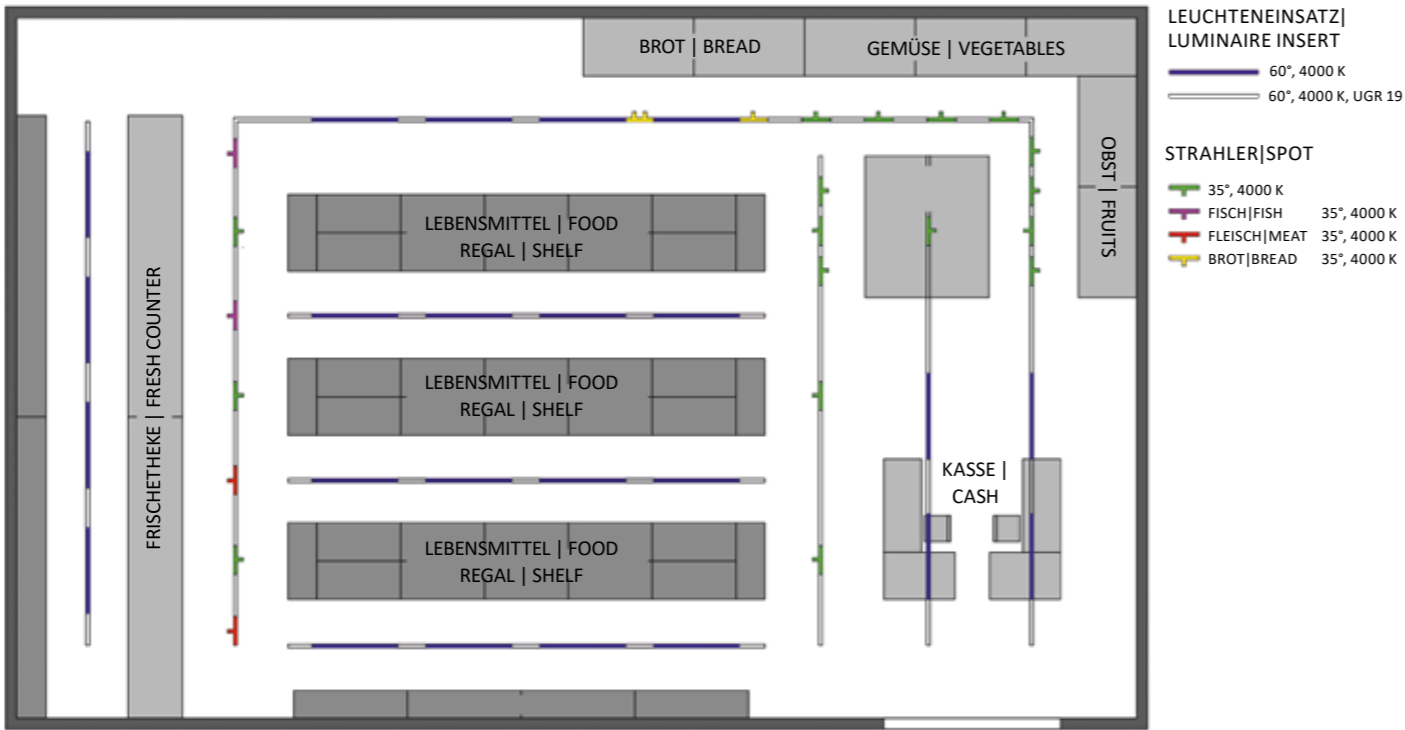 BROT | BREAD
GEMÜSE | VEGETABLES
OBST | FRUITS
FRISCHETHEKE | FRESH COUNTER
LEBENSMITTEL | FOOD
REGAL | SHELF
LEBENSMITTEL | FOOD
REGAL | SHELF
LEBENSMITTEL | FOOD
REGAL | SHELF
KASSE |
CASH
LEUCHTENEINSATZ|
LUMINAIRE INSERT
60°, 4000 K
60°, 4000 K, UGR 19
STRAHLER|SPOT
35°, 4000 K
FISCH|FISH 35°, 4000 K
FLEISCH|MEAT 35°, 4000 K
BROT|BREAD 35°, 4000 K